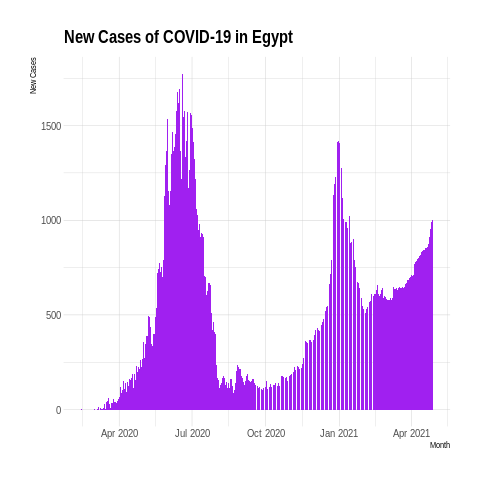 New Cases of COVID-19 in Egypt
New Cases
1500
1000
500
0
Apr 2020 Jul 2020 Oct 2020 Jan 2021 Apr 2021
Month